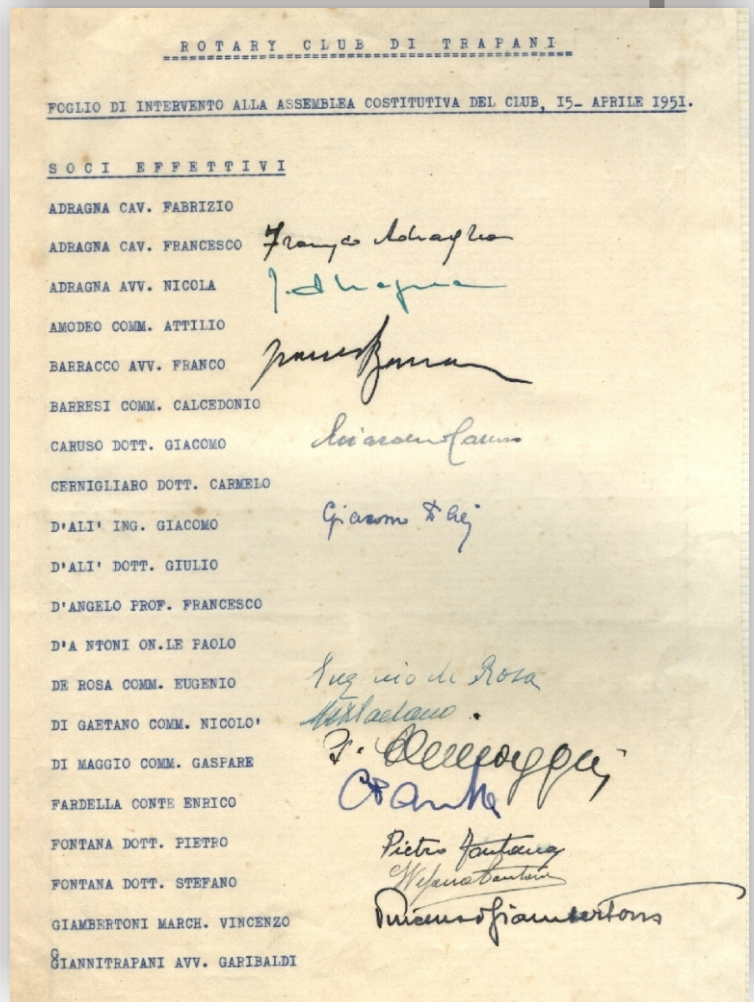 ROTARY CLUB DI TRAPANI
FOGLIO DI INTERVENTO ALLA ASSEMBLEA COSTITUTIVA DEL CLUB, 15- APRILE 1951.
SOCI EFFETTIVI
ADRAGNA CAV. FABRIZIO
ADRAGNA CAV. FRANCESCO Adragna
ADRAGNA AVV. NICOLA
AMODEO COMM. ATTILIO
BARRACCO AVV. FRANCO
BARRESI COMM. CALCEDONIO
CARUSO DOTT. GIACOMO Caruso
CERNIGLIARO DOTT. CARMELO
D'ALI' ING. GIACOMO Giacomo D'Alì
D'ALI' DOTT. GIULIO
D'ANGELO PROF. FRANCESCO
D'A NTONI ON.LE PAOLO
DE ROSA COMM. EUGENIO Eugenio de Rosa
DI GAETANO COMM. NICOLO'
DI MAGGIO COMM. GASPARE
FARDELLA CONTE ENRICO
FONTANA DOTT. PIETRO Pietro Fontana
FONTANA DOTT. STEFANO Stefano Fontana
GIAMBERTONI MARCH. VINCENZO Vincenzo Giambertoni
GIANNITRAPANI AVV. GARIBALDI